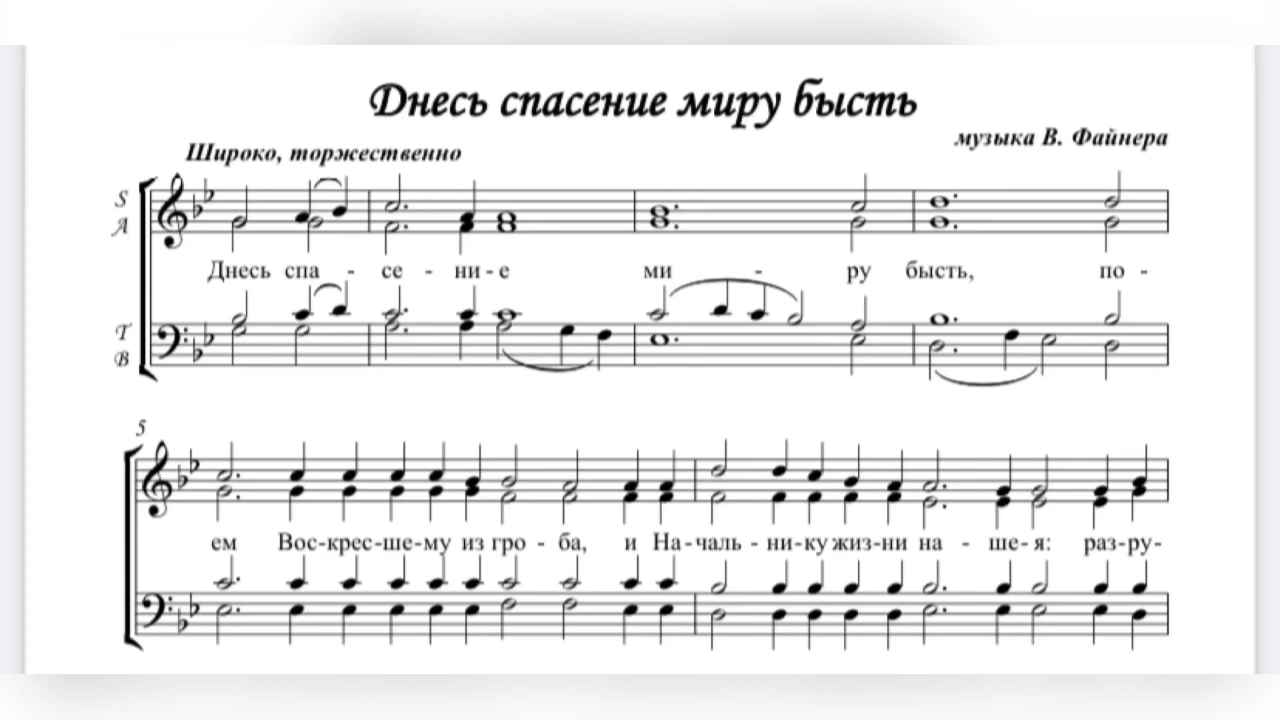 Днесь спасение миру бысть
музыка В. Файнера
Широко, торжественно
S
A
Днесь спа - се - ни - е ми - ру бысть, по -
T
B
5
ем Вос-крес-ше-му из гро - ба, и На-чаль - ни-ку жиз-ни на - ше-я: раз-ру-